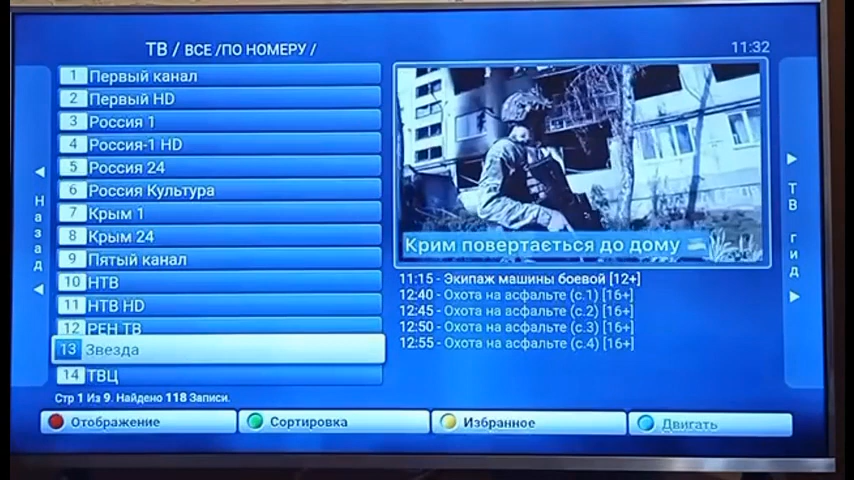 ТВ / ВСЕ /ПО НОМЕРУ /
11:32
1 Первый канал
2 Первый HD
3 Россия 1
4 Россия-1 HD
5 Россия 24
6 Россия Культура
7 Крым 1
8 Крым 24
9 Пятый канал
10 НТВ
11 НТВ HD
12 РЕН ТВ
13 Звезда
14 ТВЦ
Стр 1 Из 9. Найдено 118 Записи.
Назад
Крим повертається до дому
11:15 - Экипаж машины боевой [12+]
12:40 - Охота на асфальте (с.1) [16+]
12:45 - Охота на асфальте (с.2) [16+]
12:50 - Охота на асфальте (с.3) [16+]
12:55 - Охота на асфальте (с.4) [16+]
ТВ гид
Отображение
Сортировка
Избранное
Двигать